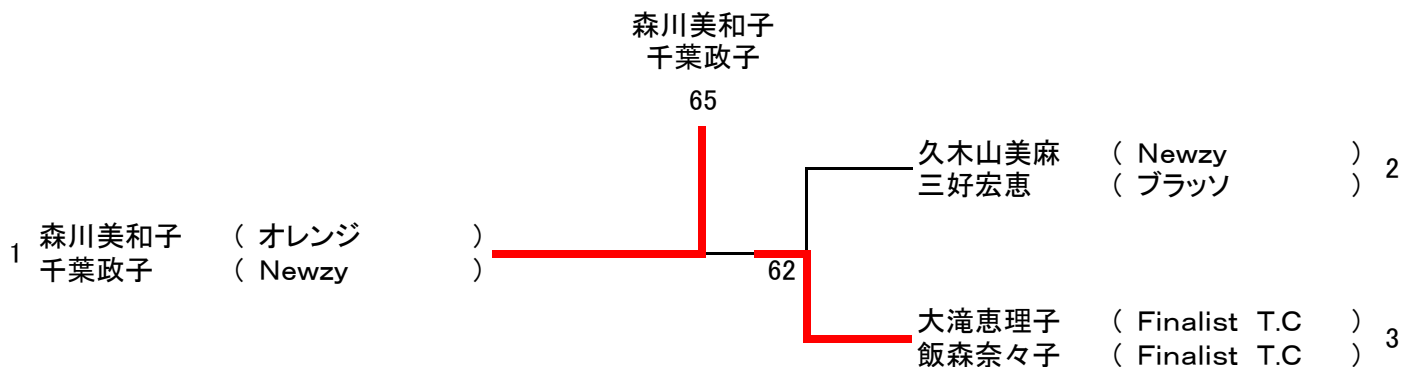 森川美和子
千葉政子
65
久木山美麻 ( Newzy ) 2
三好宏恵 ( ブラッソ )
1 森川美和子 ( オレンジ )
千葉政子 ( Newzy )
62
大滝恵理子 ( Finalist T.C ) 3
飯森奈々子 ( Finalist T.C )